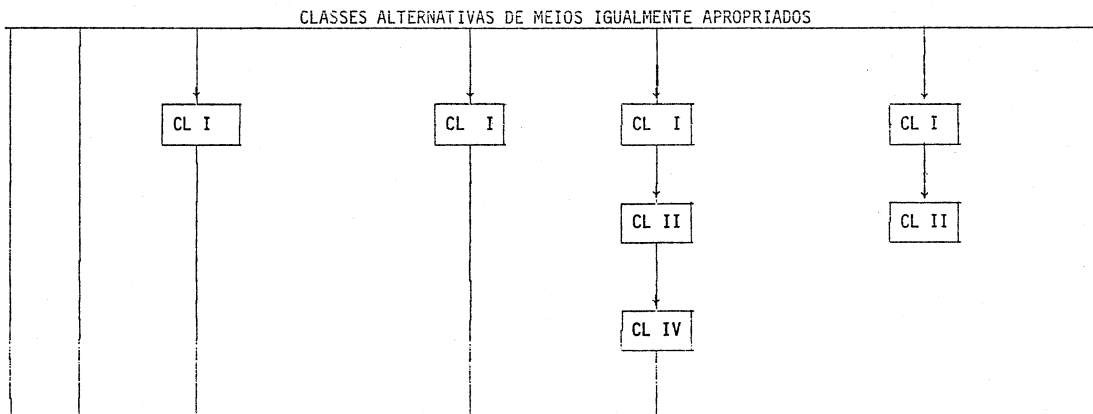 CLASSES ALTERNATIVAS DE MEIOS IGUALMENTE APROPRIADOS
CL I
CL I
CL I
CL I
CL II
CL II
CL IV